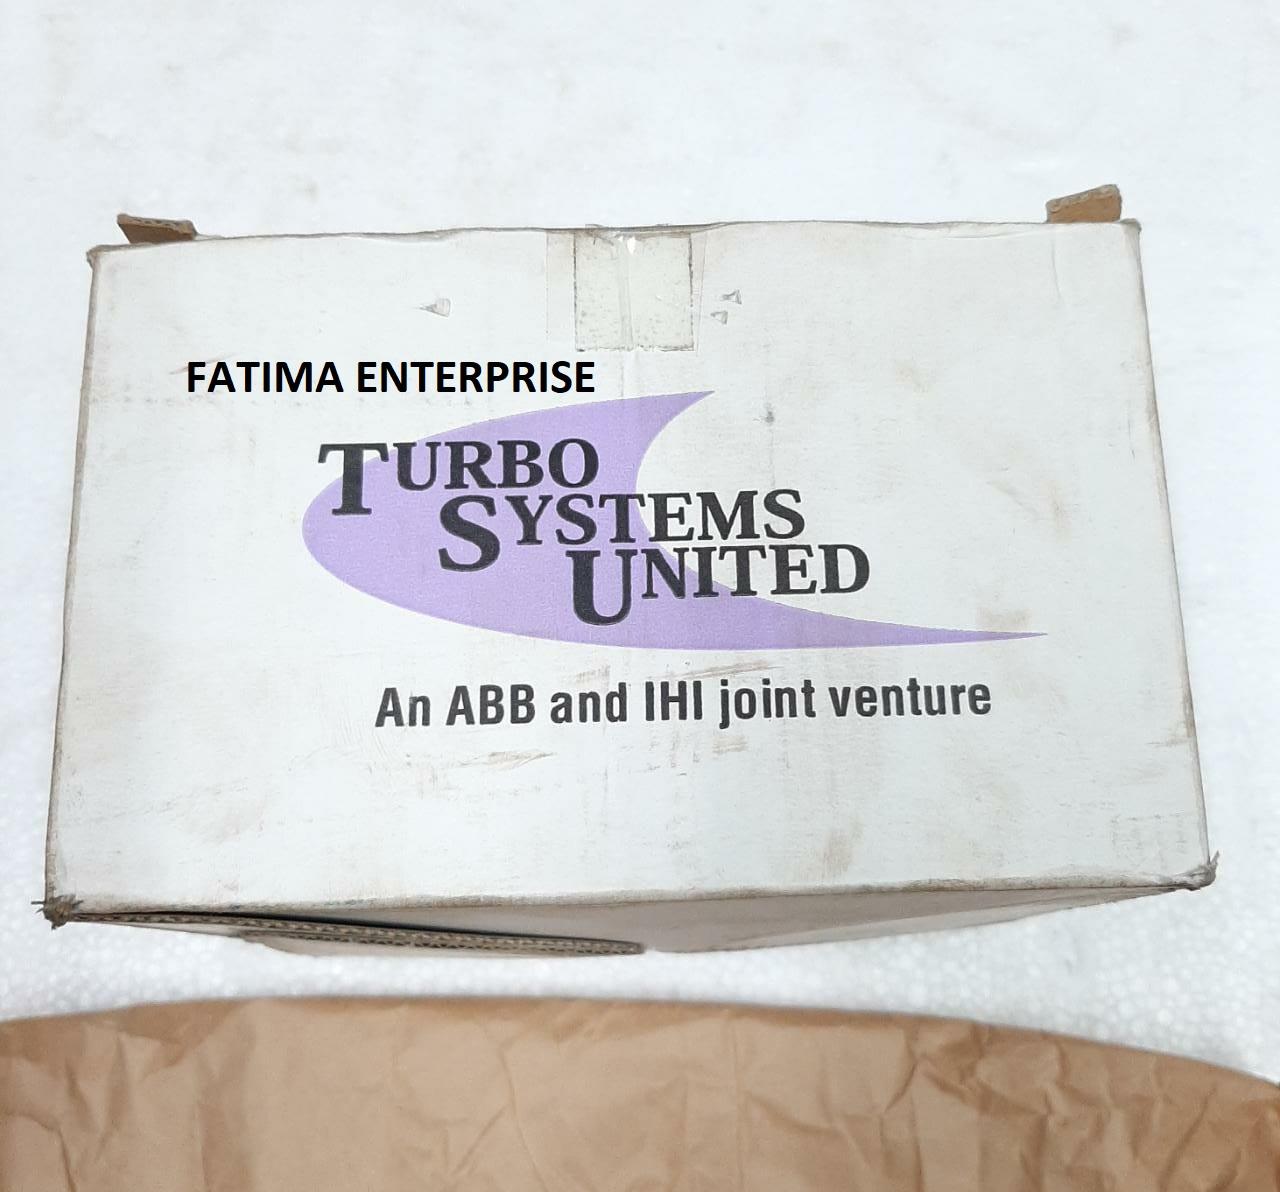 FATIMA ENTERPRISE
TURBO
SYSTEMS
UNITED
An ABB and IHI joint venture